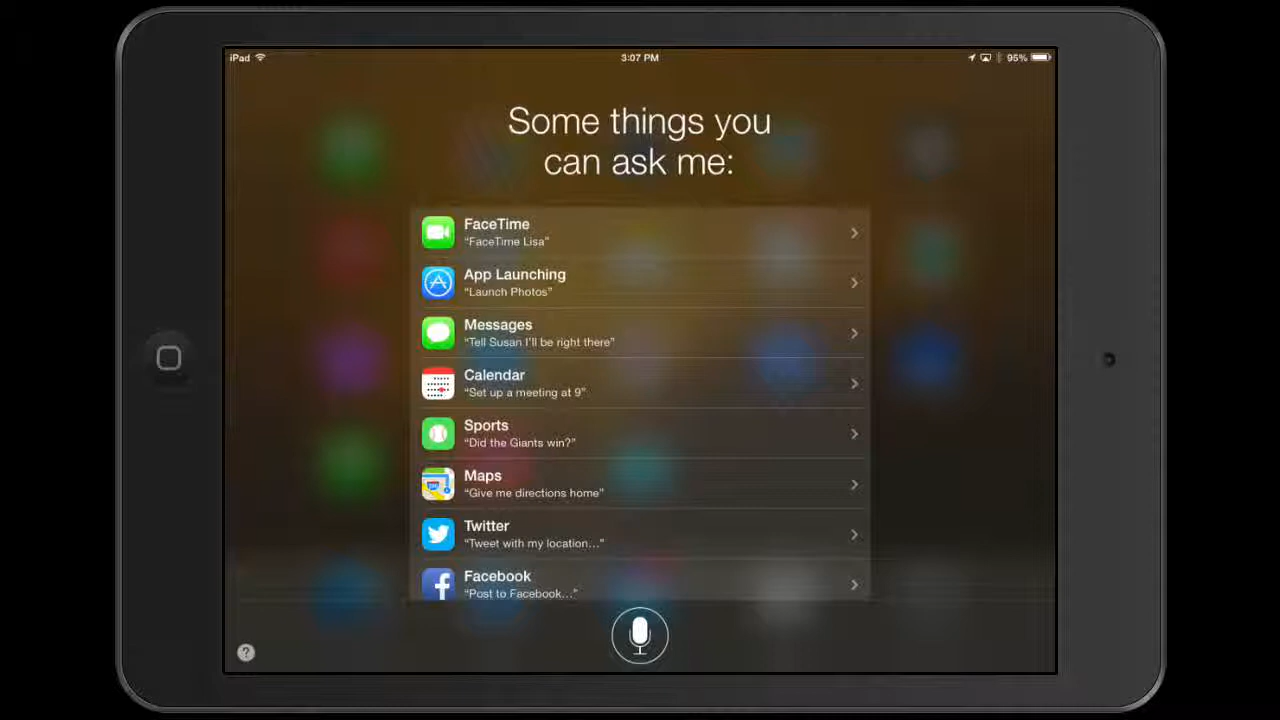 iPad 3:07 PM 95%
Some things you
can ask me:
FaceTime
“FaceTime Lisa”
App Launching
“Launch Photos”
Messages
“Tell Susan I’ll be right there”
Calendar
“Set up a meeting at 9”
Sports
“Did the Giants win?”
Maps
“Give me directions home”
Twitter
“Tweet with my location...”
Facebook
“Post to Facebook...”
?